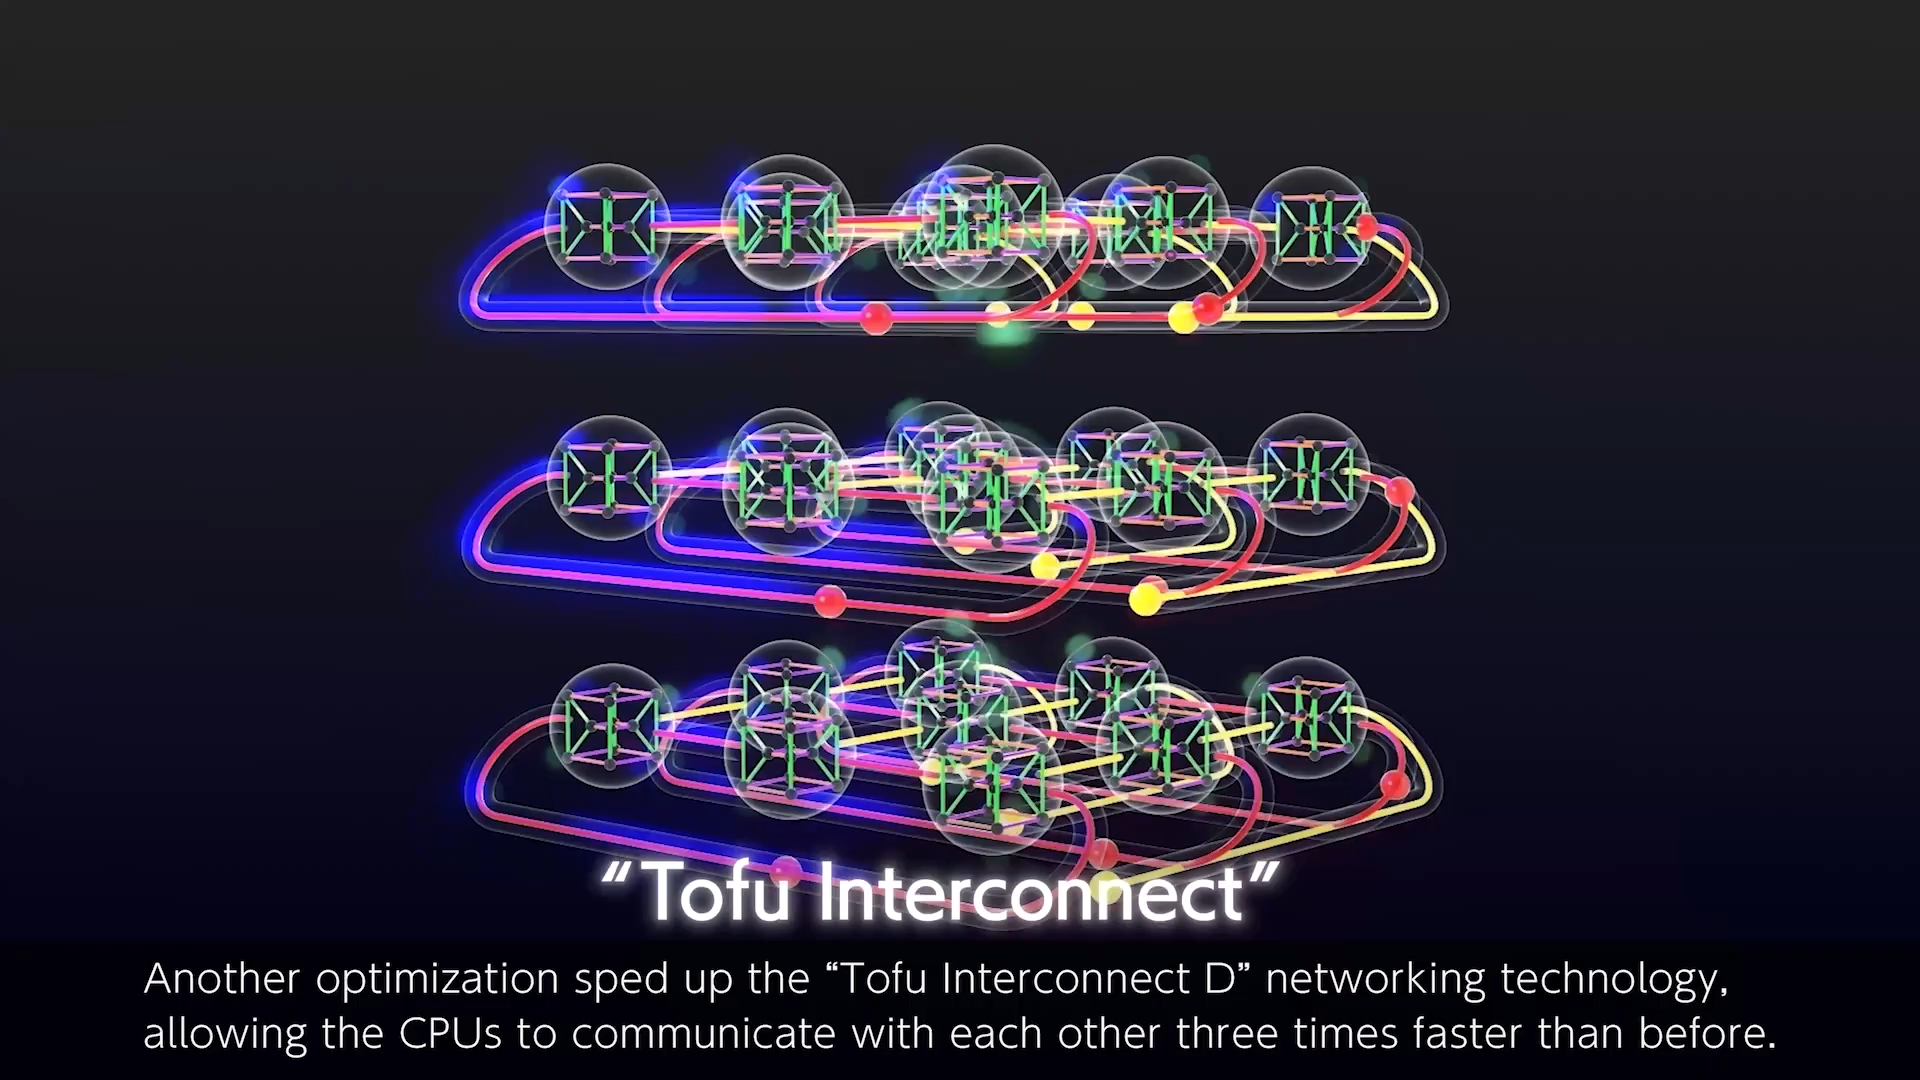 “Tofu Interconnect”
Another optimization sped up the “Tofu Interconnect D” networking technology,
allowing the CPUs to communicate with each other three times faster than before.